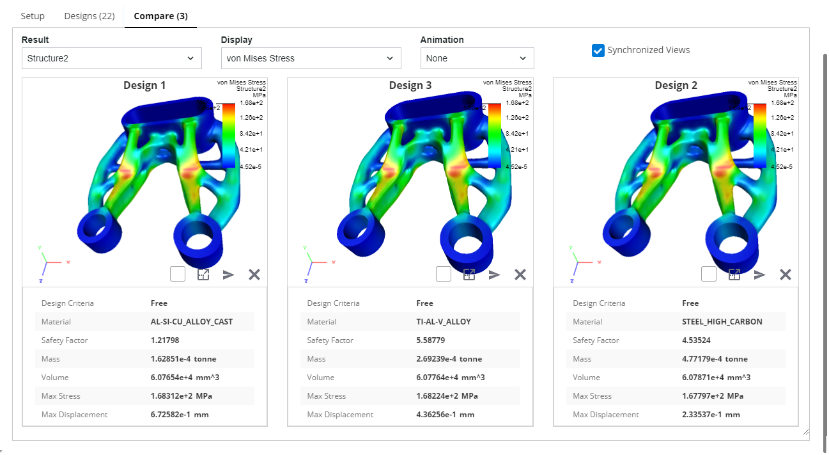 Setup Designs (22) Compare (3)
Result Display Animation
Structure2 von Mises Stress None Synchronized Views
Design 1
von Mises Stress
Structure2
MPa
1.68e+2
1.26e+2
8.42e+1
4.21e+1
4.52e-5
Design Criteria Free
Material AL-SI-CU_ALLOY_CAST
Safety Factor 1.21798
Mass 1.62851e-4 tonne
Volume 6.07654e+4 mm^3
Max Stress 1.68312e+2 MPa
Max Displacement 6.72582e-1 mm
Design 3
von Mises Stress
Structure2
MPa
1.68e+2
1.26e+2
8.42e+1
4.21e+1
4.52e-5
Design Criteria Free
Material TI-AL-V_ALLOY
Safety Factor 5.58779
Mass 2.69239e-4 tonne
Volume 6.07764e+4 mm^3
Max Stress 1.68224e+2 MPa
Max Displacement 4.36256e-1 mm
Design 2
von Mises Stress
Structure2
MPa
1.68e+2
1.26e+2
8.42e+1
4.21e+1
4.52e-5
Design Criteria Free
Material STEEL_HIGH_CARBON
Safety Factor 4.53524
Mass 4.77179e-4 tonne
Volume 6.07871e+4 mm^3
Max Stress 1.67797e+2 MPa
Max Displacement 2.33537e-1 mm